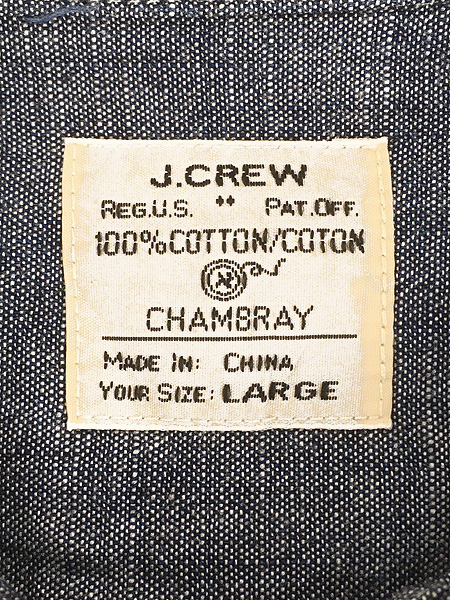 J.CREW
REG.U.S. " PAT.OFF.
100%COTTON/COTON
CHAMBRAY
MADE IN: CHINA
YOUR SIZE: LARGE